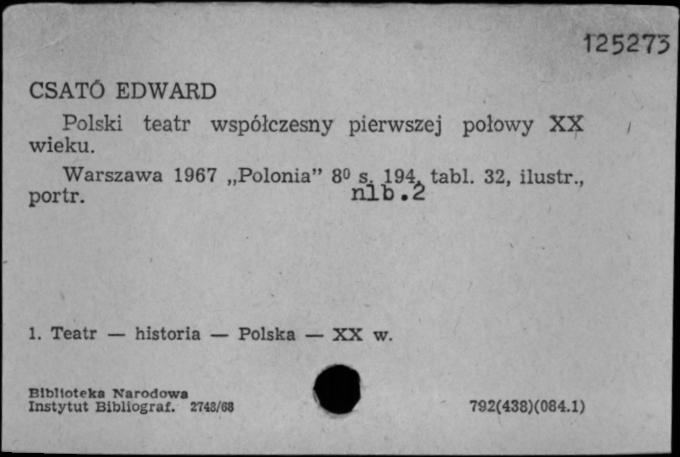 125273
CSATÓ EDWARD
Polski teatr współczesny pierwszej połowy XX
wieku.
Warszawa 1967 „Polonia” 8⁰ s. 194, tabl. 32, ilustr.,
portr. nlb.2
1. Teatr — historia — Polska — XX w.
Biblioteka Narodowa
Instytut Bibliograf. 2748/68 792(438)(084.1)